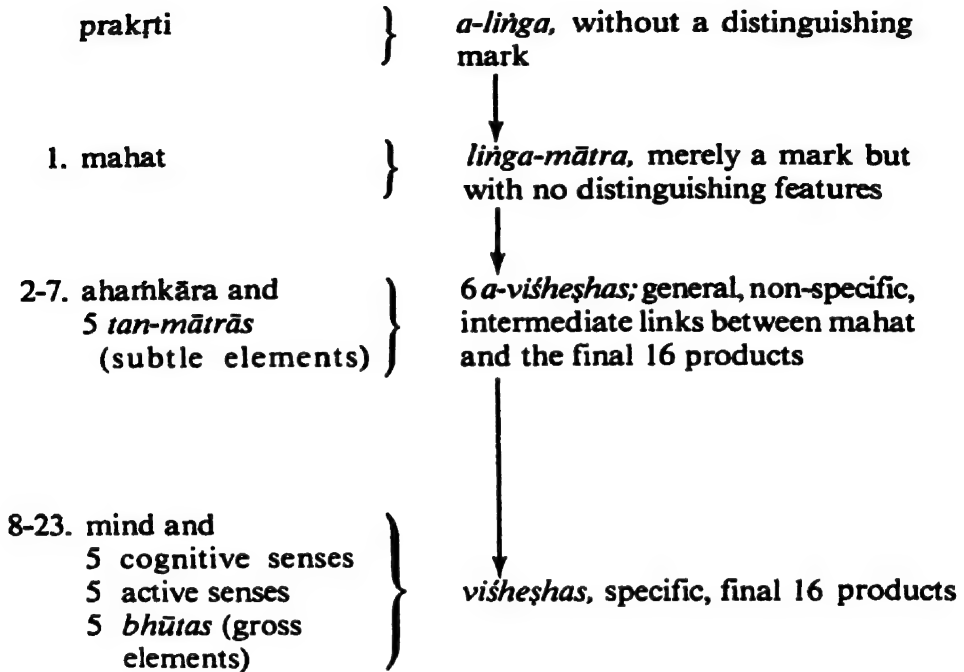 prakṛti
a-liṅga, without a distinguishing
mark
1. mahat
liṅga-mātra, merely a mark but
with no distinguishing features
2-7. ahaṁkāra and
5 tan-mātrās
(subtle elements)
6 a-viśheṣhas; general, non-specific,
intermediate links between mahat
and the final 16 products
8-23. mind and
5 cognitive senses
5 active senses
5 bhūtas (gross
elements)
viśheṣhas, specific, final 16 products